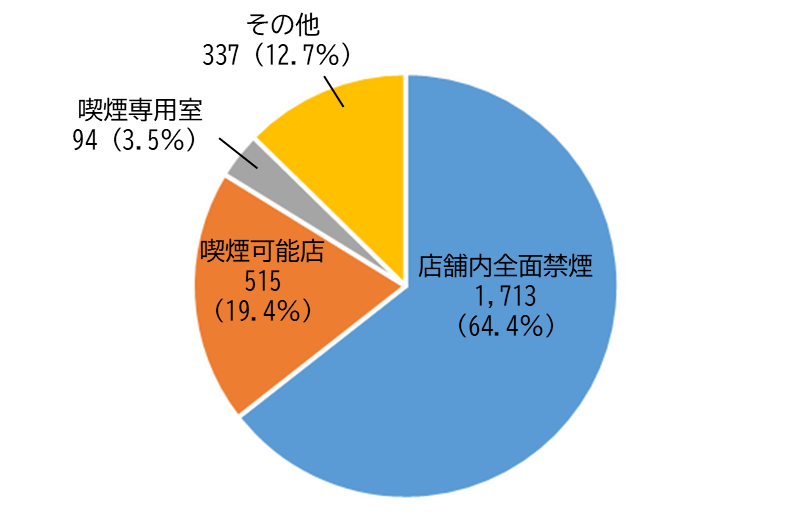 その他
337（12.7％）
喫煙専用室
94（3.5％）
喫煙可能店
515
（19.4％）
店舗内全面禁煙
1,713
（64.4％）